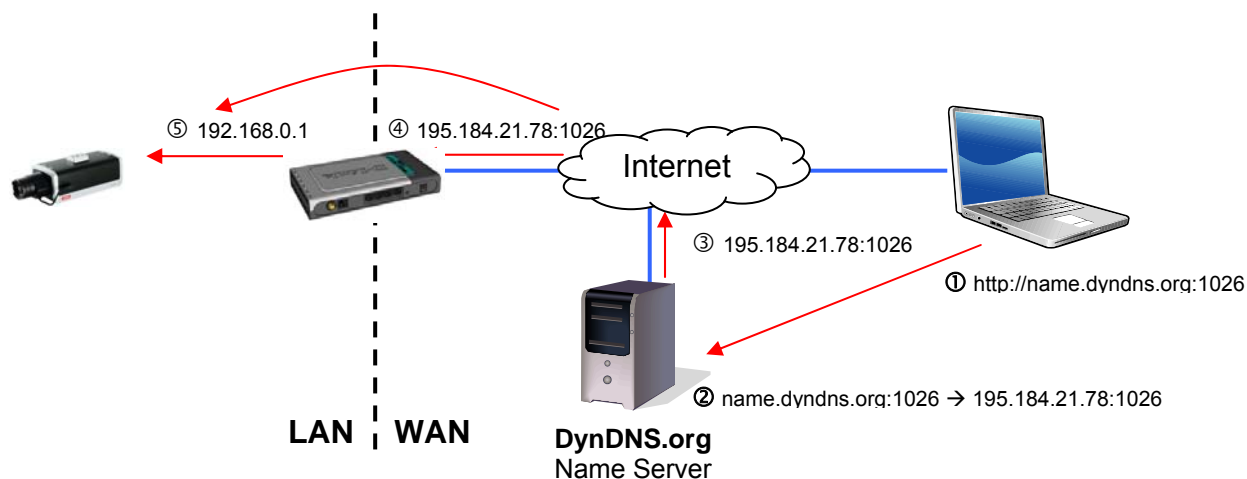 ⑤ 192.168.0.1
④ 195.184.21.78:1026
Internet
③ 195.184.21.78:1026
① http://name.dyndns.org:1026
② name.dyndns.org:1026 → 195.184.21.78:1026
LAN WAN
DynDNS.org
Name Server